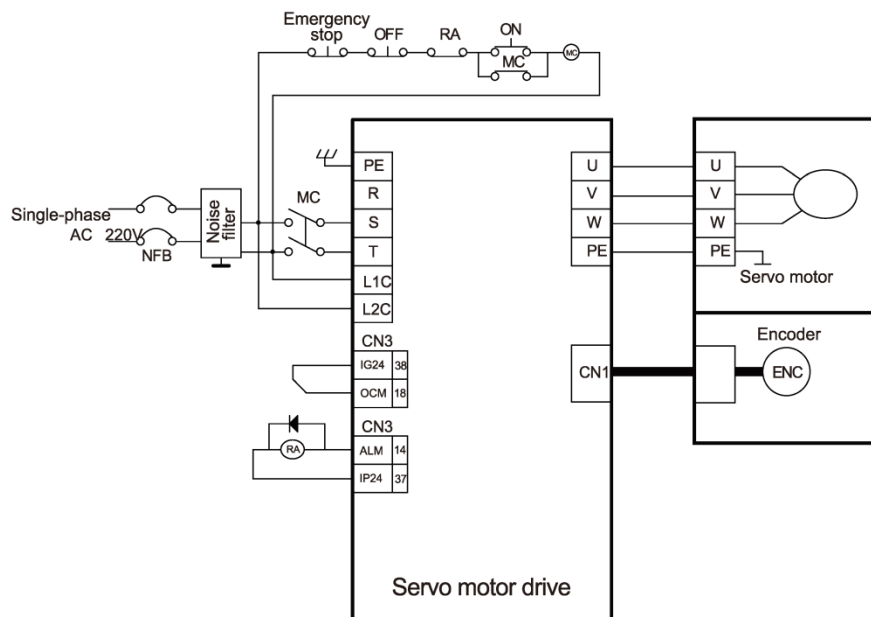 Emergency
stop
OFF
RA
ON
MC
MC
PE
R
S
T
L1C
L2C
MC
Single-phase
AC 220V
NFB
Noise
filter
U
V
W
PE
U
V
W
PE
Servo motor
CN3
IG24 38
OCM 18
CN3
ALM 14
IP24 37
RA
CN1
Encoder
ENC
Servo motor drive